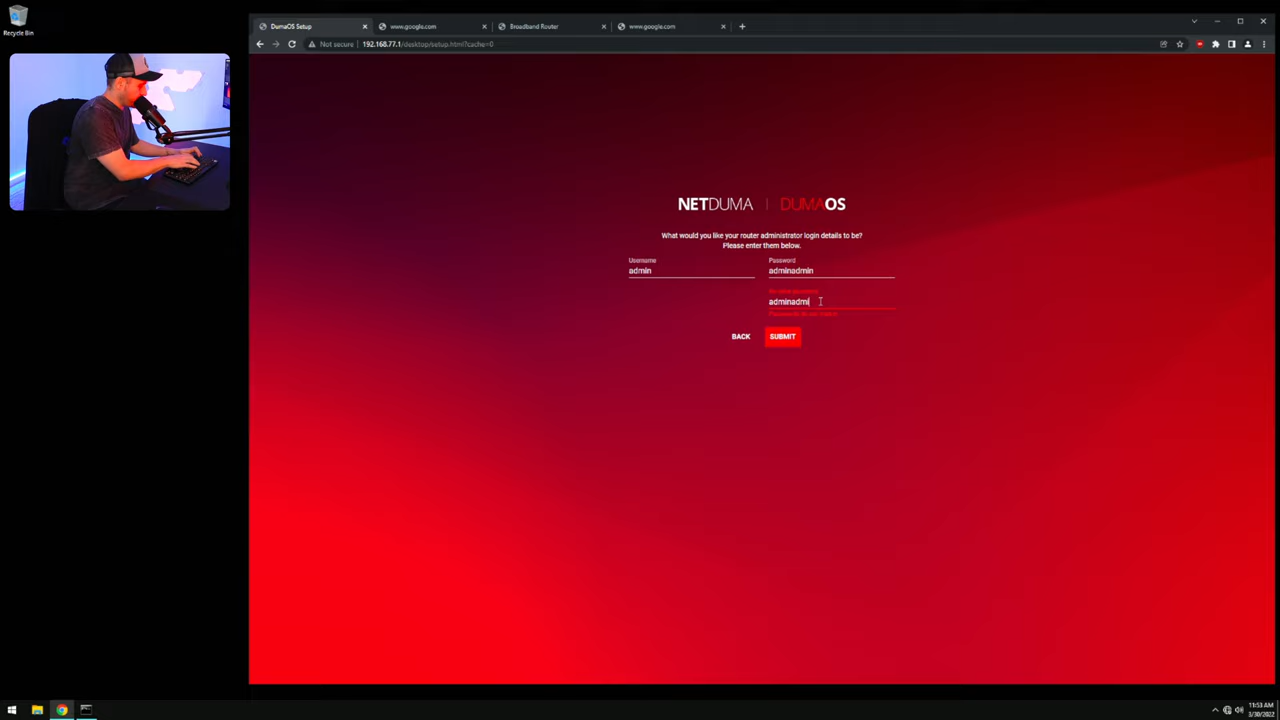 Recycle Bin
DumaOS Setup
www.google.com
Broadband Router
www.google.com
Not secure
192.168.77.1/desktop/setup.html?cache=0
NETDUMA | DUMAOS
What would you like your router administrator login details to be?
Please enter them below.
Username
Password
admin
adminadmin
adminadmi
BACK
SUBMIT
11:53 AM
3/30/2022